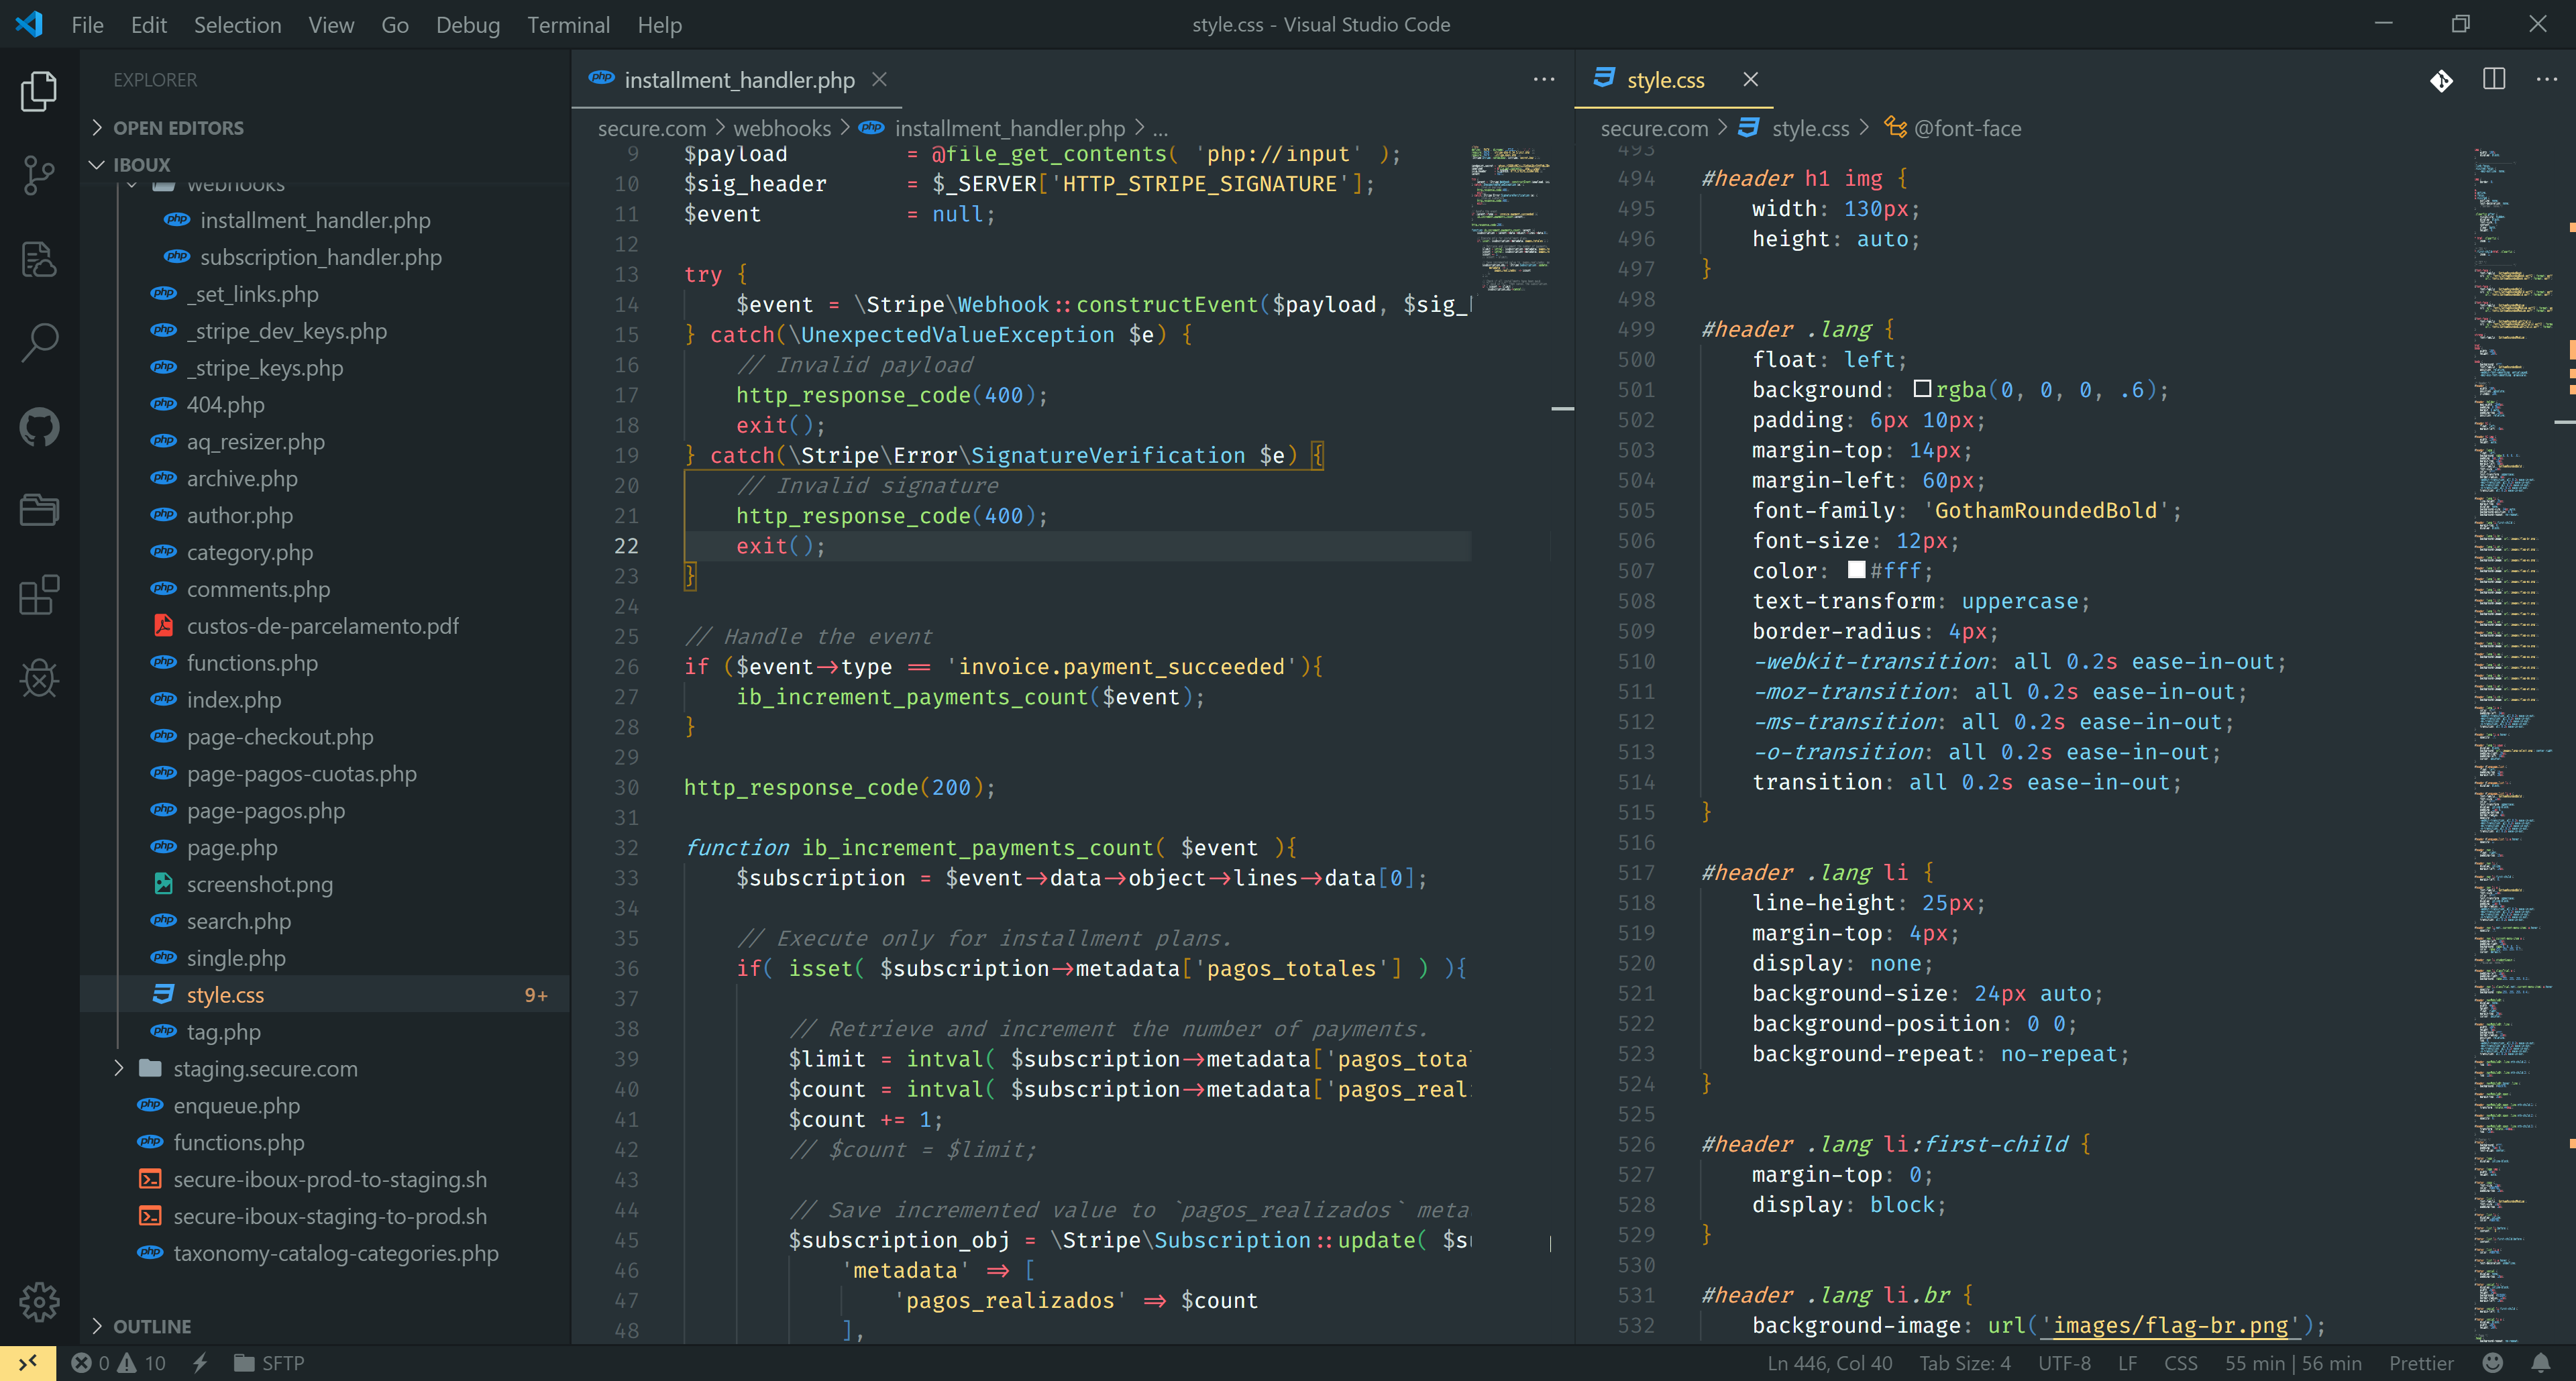 File Edit Selection View Go Debug Terminal Help
style.css - Visual Studio Code
EXPLORER
OPEN EDITORS
IBOUX
webhooks
installment_handler.php
subscription_handler.php
_set_links.php
_stripe_dev_keys.php
_stripe_keys.php
404.php
aq_resizer.php
archive.php
author.php
category.php
comments.php
custos-de-parcelamento.pdf
functions.php
index.php
page-checkout.php
page-pagos-cuotas.php
page-pagos.php
page.php
screenshot.png
search.php
single.php
style.css 9+
tag.php
staging.secure.com
enqueue.php
functions.php
secure-iboux-prod-to-staging.sh
secure-iboux-staging-to-prod.sh
taxonomy-catalog-categories.php
OUTLINE
installment_handler.php
secure.com > webhooks > installment_handler.php > ...
9 $payload = @file_get_contents( 'php://input' );
10 $sig_header = $_SERVER['HTTP_STRIPE_SIGNATURE'];
11 $event = null;
12
13 try {
14 $event = \Stripe\Webhook::constructEvent($payload, $sig_
15 } catch(\UnexpectedValueException $e) {
16 // Invalid payload
17 http_response_code(400);
18 exit();
19 } catch(\Stripe\Error\SignatureVerification $e) {
20 // Invalid signature
21 http_response_code(400);
22 exit();
23 }
24
25 // Handle the event
26 if ($event->type == 'invoice.payment_succeeded'){
27 ib_increment_payments_count($event);
28 }
29
30 http_response_code(200);
31
32 function ib_increment_payments_count( $event ){
33 $subscription = $event->data->object->lines->data[0];
34
35 // Execute only for installment plans.
36 if( isset( $subscription->metadata['pagos_totales'] ) ){
37
38 // Retrieve and increment the number of payments.
39 $limit = intval( $subscription->metadata['pagos_tota
40 $count = intval( $subscription->metadata['pagos_real
41 $count += 1;
42 // $count = $limit;
43
44 // Save incremented value to `pagos_realizados` meta
45 $subscription_obj = \Stripe\Subscription::update( $s
46 'metadata' => [
47 'pagos_realizados' => $count
48 ],
style.css
secure.com > style.css > @font-face
493
494 #header h1 img {
495 width: 130px;
496 height: auto;
497 }
498
499 #header .lang {
500 float: left;
501 background: rgba(0, 0, 0, .6);
502 padding: 6px 10px;
503 margin-top: 14px;
504 margin-left: 60px;
505 font-family: 'GothamRoundedBold';
506 font-size: 12px;
507 color: #fff;
508 text-transform: uppercase;
509 border-radius: 4px;
510 -webkit-transition: all 0.2s ease-in-out;
511 -moz-transition: all 0.2s ease-in-out;
512 -ms-transition: all 0.2s ease-in-out;
513 -o-transition: all 0.2s ease-in-out;
514 transition: all 0.2s ease-in-out;
515 }
516
517 #header .lang li {
518 line-height: 25px;
519 margin-top: 4px;
520 display: none;
521 background-size: 24px auto;
522 background-position: 0 0;
523 background-repeat: no-repeat;
524 }
525
526 #header .lang li:first-child {
527 margin-top: 0;
528 display: block;
529 }
530
531 #header .lang li.br {
532 background-image: url('images/flag-br.png');
0 10 SFTP
Ln 446, Col 40 Tab Size: 4 UTF-8 LF CSS 55 min | 56 min Prettier